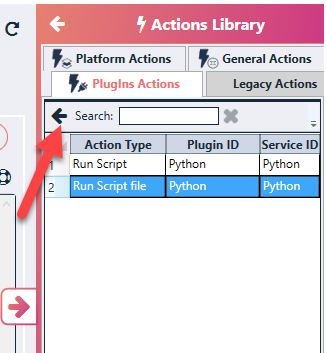 Actions Library
Platform Actions General Actions
PlugIns Actions Legacy Actions
Search:
Action Type Plugin ID Service ID
1 Run Script Python Python
2 Run Script file Python Python